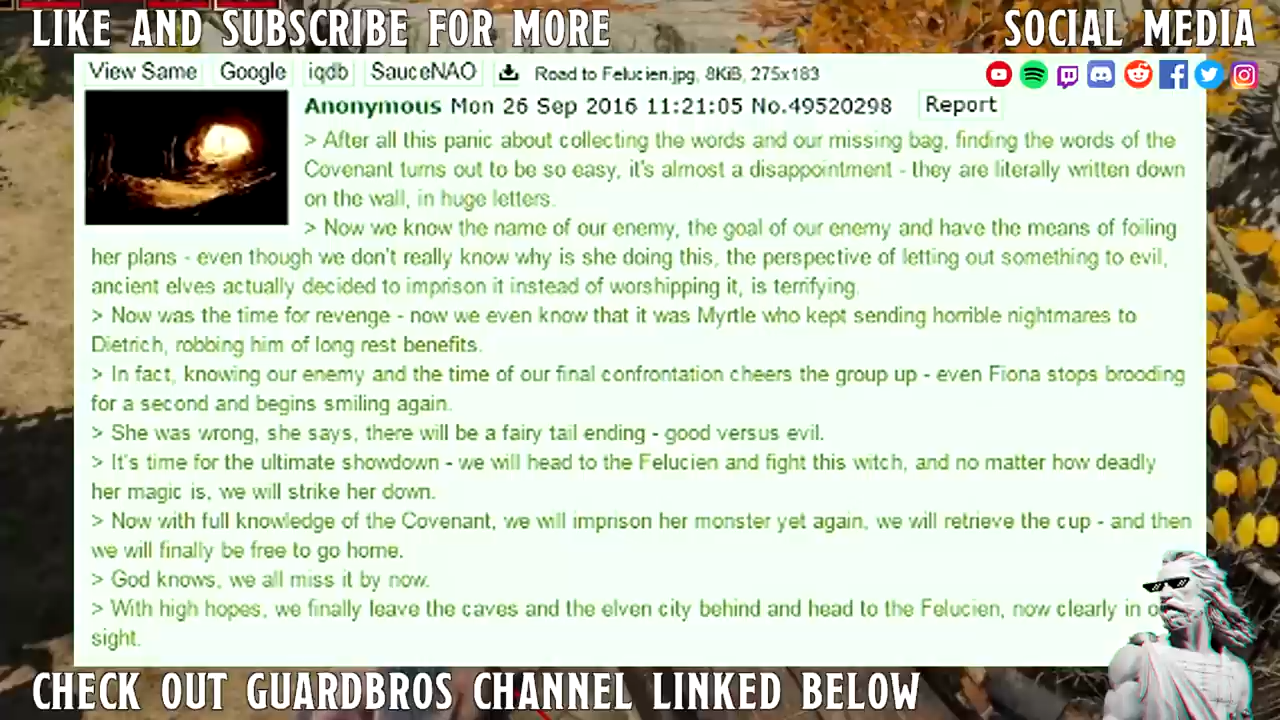 LIKE AND SUBSCRIBE FOR MORE
SOCIAL MEDIA
View Same Google iqdb SauceNAO Road to Felucien.jpg, 8KiB, 275x183
Anonymous Mon 26 Sep 2016 11:21:05 No.49520298 Report
> After all this panic about collecting the words and our missing bag, finding the words of the
Covenant turns out to be so easy, it's almost a disappointment - they are literally written down
on the wall, in huge letters.
> Now we know the name of our enemy, the goal of our enemy and have the means of foiling
her plans - even though we don't really know why is she doing this, the perspective of letting out something to evil,
ancient elves actually decided to imprison it instead of worshipping it, is terrifying.
> Now was the time for revenge - now we even know that it was Myrtle who kept sending horrible nightmares to
Dietrich, robbing him of long rest benefits.
> In fact, knowing our enemy and the time of our final confrontation cheers the group up - even Fiona stops brooding
for a second and begins smiling again.
> She was wrong, she says, there will be a fairy tail ending - good versus evil.
> It's time for the ultimate showdown - we will head to the Felucien and fight this witch, and no matter how deadly
her magic is, we will strike her down.
> Now with full knowledge of the Covenant, we will imprison her monster yet again, we will retrieve the cup - and then
we will finally be free to go home.
> God knows, we all miss it by now.
> With high hopes, we finally leave the caves and the elven city behind and head to the Felucien, now clearly in
sight.
CHECK OUT GUARDBROS CHANNEL LINKED BELOW